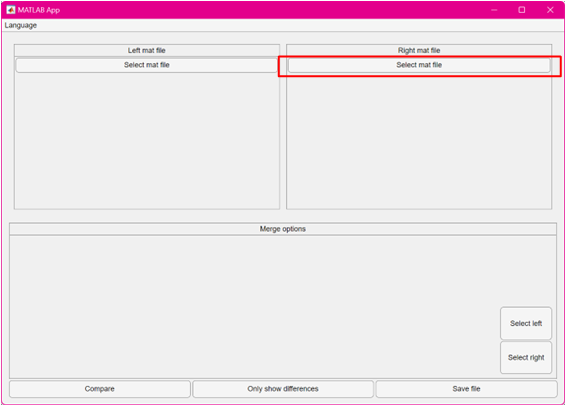 MATLAB App
Language
Left mat file
Right mat file
Select mat file
Select mat file
Merge options
Select left
Select right
Compare
Only show differences
Save file